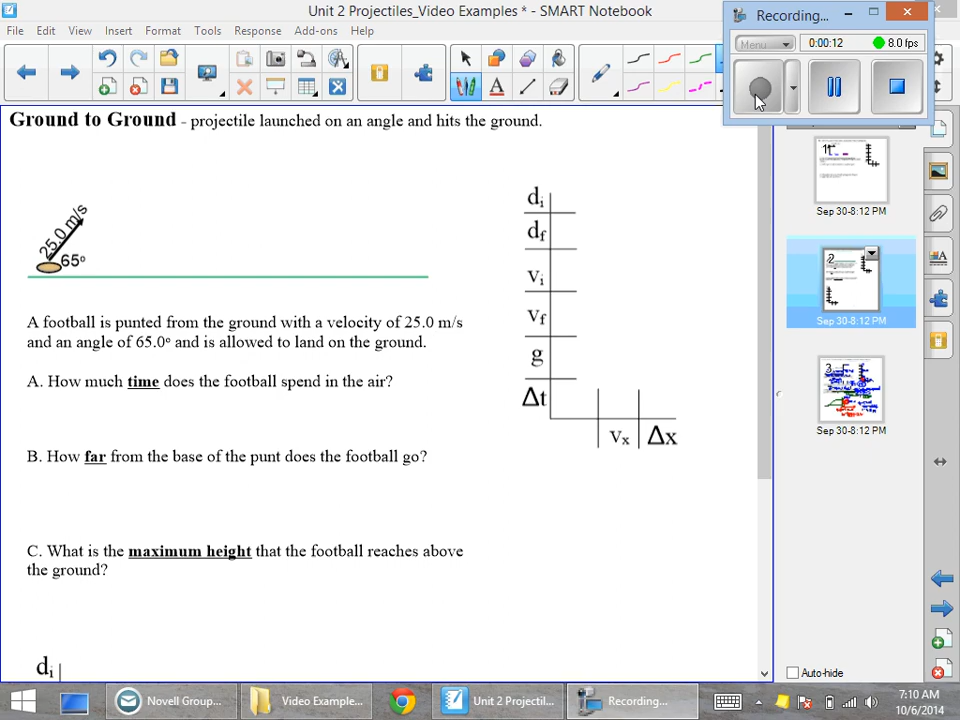 Unit 2 Projectiles_Video Examples * - SMART Notebook
Recording...
File Edit View Insert Format Tools Response Add-ons Help
Menu
0:00:12
8.0 fps
Ground to Ground - projectile launched on an angle and hits the ground.
25.0 m/s
65º
A football is punted from the ground with a velocity of 25.0 m/s
and an angle of 65.0º and is allowed to land on the ground.
A. How much time does the football spend in the air?
B. How far from the base of the punt does the football go?
C. What is the maximum height that the football reaches above
the ground?
di
di
df
vi
vf
g
Δt
vx Δx
Sep 30-8:12 PM
2
Sep 30-8:12 PM
Sep 30-8:12 PM
Auto-hide
Novell Group...
Video Example...
Unit 2 Projectil...
Recording...
7:10 AM
10/6/2014